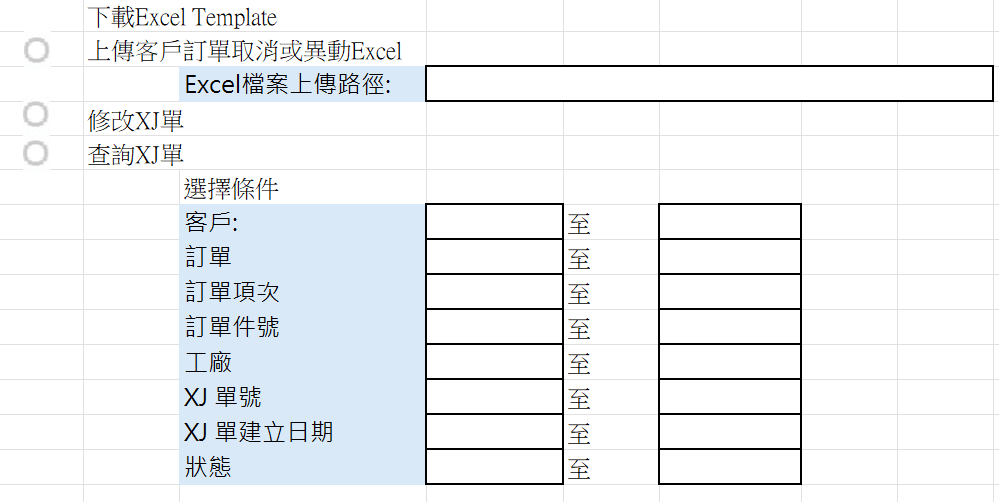 下載Excel Template
上傳客戶訂單取消或異動Excel
Excel檔案上傳路徑:
修改XJ單
查詢XJ單
選擇條件
客戶: 至
訂單 至
訂單項次 至
訂單件號 至
工廠 至
XJ 單號 至
XJ 單建立日期 至
狀態 至